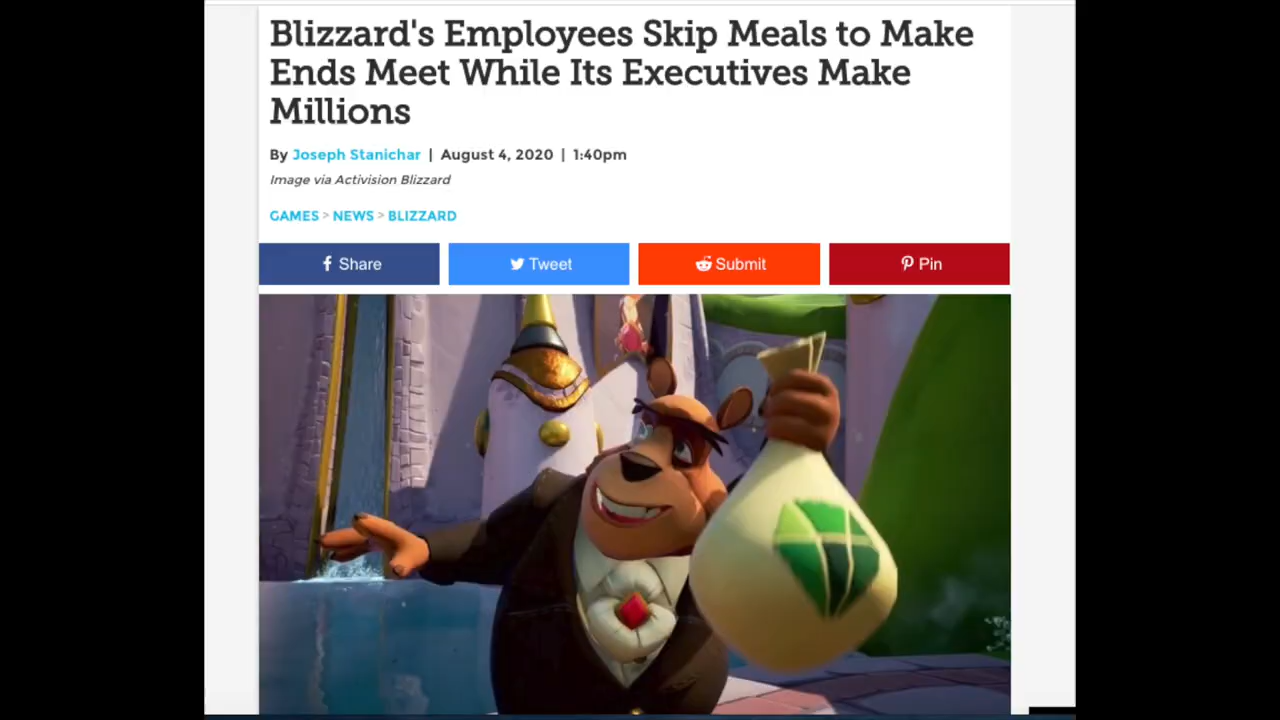 Blizzard's Employees Skip Meals to Make
Ends Meet While Its Executives Make
Millions
By Joseph Stanichar | August 4, 2020 | 1:40pm
Image via Activision Blizzard
GAMES > NEWS > BLIZZARD
Share Tweet Submit Pin